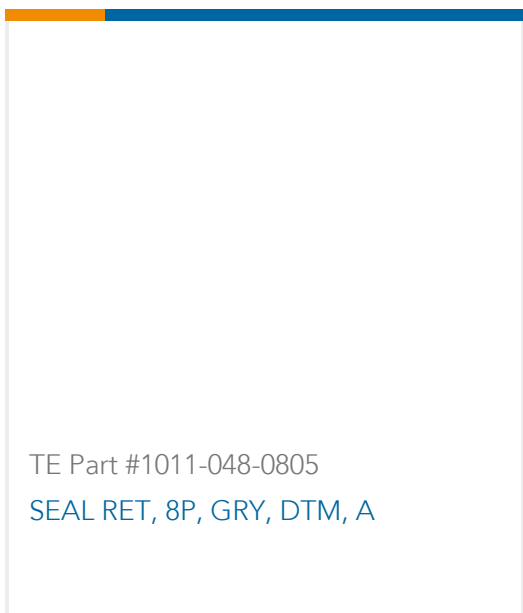 TE Part #1011-048-0805
SEAL RET, 8P, GRY, DTM, A